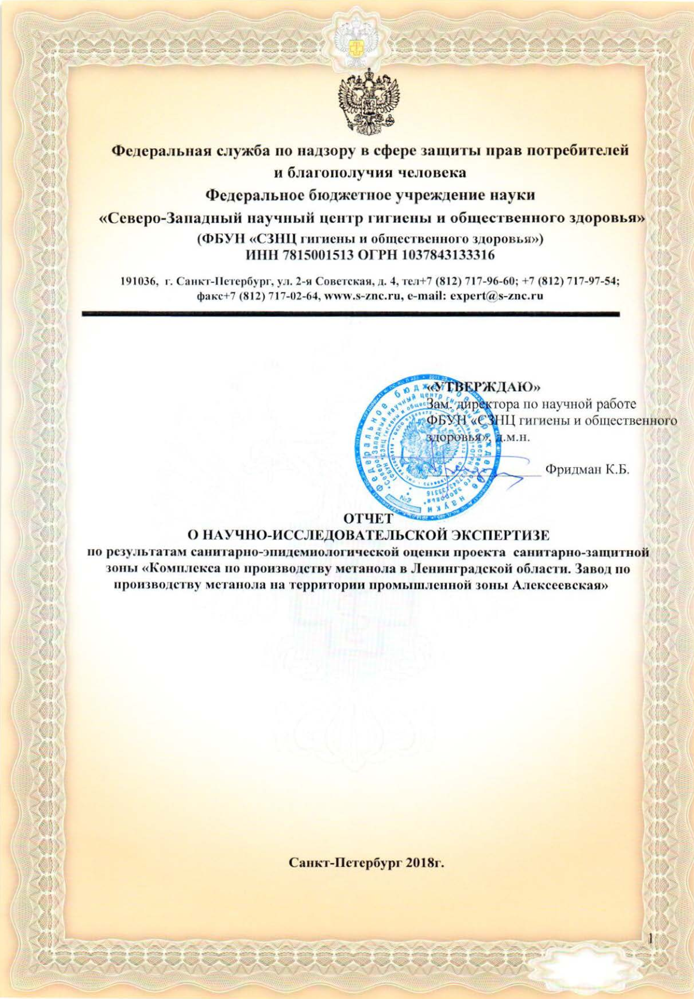 Федеральная служба по надзору в сфере защиты прав потребителей
и благополучия человека
Федеральное бюджетное учреждение науки
«Северо-Западный научный центр гигиены и общественного здоровья»
(ФБУН «СЗНЦ гигиены и общественного здоровья»)
ИНН 7815001513 ОГРН 1037843133316
191036, г. Санкт-Петербург, ул. 2-я Советская, д. 4, тел+7 (812) 717-96-60; +7 (812) 717-97-54;
факс+7 (812) 717-02-64, www.s-znc.ru, e-mail: expert@s-znc.ru
«УТВЕРЖДАЮ»
Зам. директора по научной работе
ФБУН «СЗНЦ гигиены и общественного
здоровья», д.м.н.
Фридман К.Б.
Федеральное бюджетное учреждение науки
№2
ОТЧЕТ
О НАУЧНО-ИССЛЕДОВАТЕЛЬСКОЙ ЭКСПЕРТИЗЕ
по результатам санитарно-эпидемиологической оценки проекта санитарно-защитной
зоны «Комплекса по производству метанола в Ленинградской области. Завод по
производству метанола на территории промышленной зоны Алексеевская»
Санкт-Петербург 2018г.
1